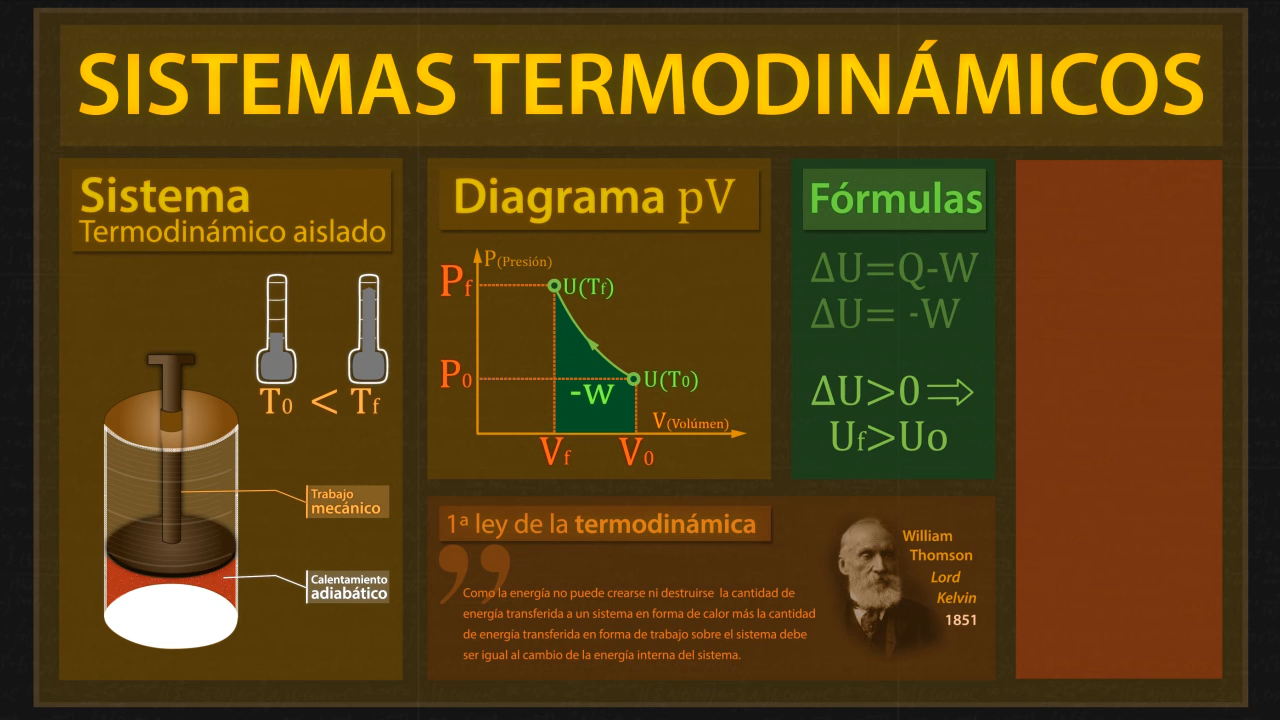 SISTEMAS TERMODINÁMICOS
Sistema
Termodinámico aislado
T0 < Tf
Trabajo
mecánico
Calentamiento
adiabático
Diagrama pV
P(Presión)
Pf
U(Tf)
P0
U(T0)
-W
V(Volúmen)
Vf
V0
Fórmulas
ΔU=Q-W
ΔU= -W
ΔU>0⇒
Uf>Uo
1ª ley de la termodinámica
Como la energía no puede crearse ni destruirse la cantidad de
energía transferida a un sistema en forma de calor más la cantidad
de energía transferida en forma de trabajo sobre el sistema debe
ser igual al cambio de la energía interna del sistema.
William
Thomson
Lord
Kelvin
1851